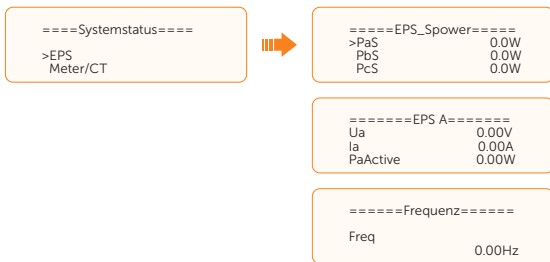 ====Systemstatus====
>EPS
Meter/CT
=====EPS_Spower=====
>PaS 0.0W
PbS 0.0W
PcS 0.0W
=======EPS A=======
Ua 0.00V
Ia 0.00A
PaActive 0.00W
======Frequenz======
Freq
0.00Hz